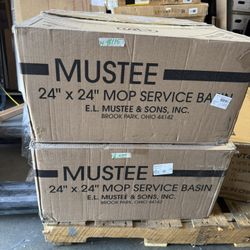 MUSTEE
24" x 24" MOP SERVICE BASIN
E.L. MUSTEE & SONS, INC.
BROOK PARK, OHIO 44142
MUSTEE
24" x 24" MOP SERVICE BASIN
E.L. MUSTEE & SONS, INC.
BROOK PARK, OHIO 44142